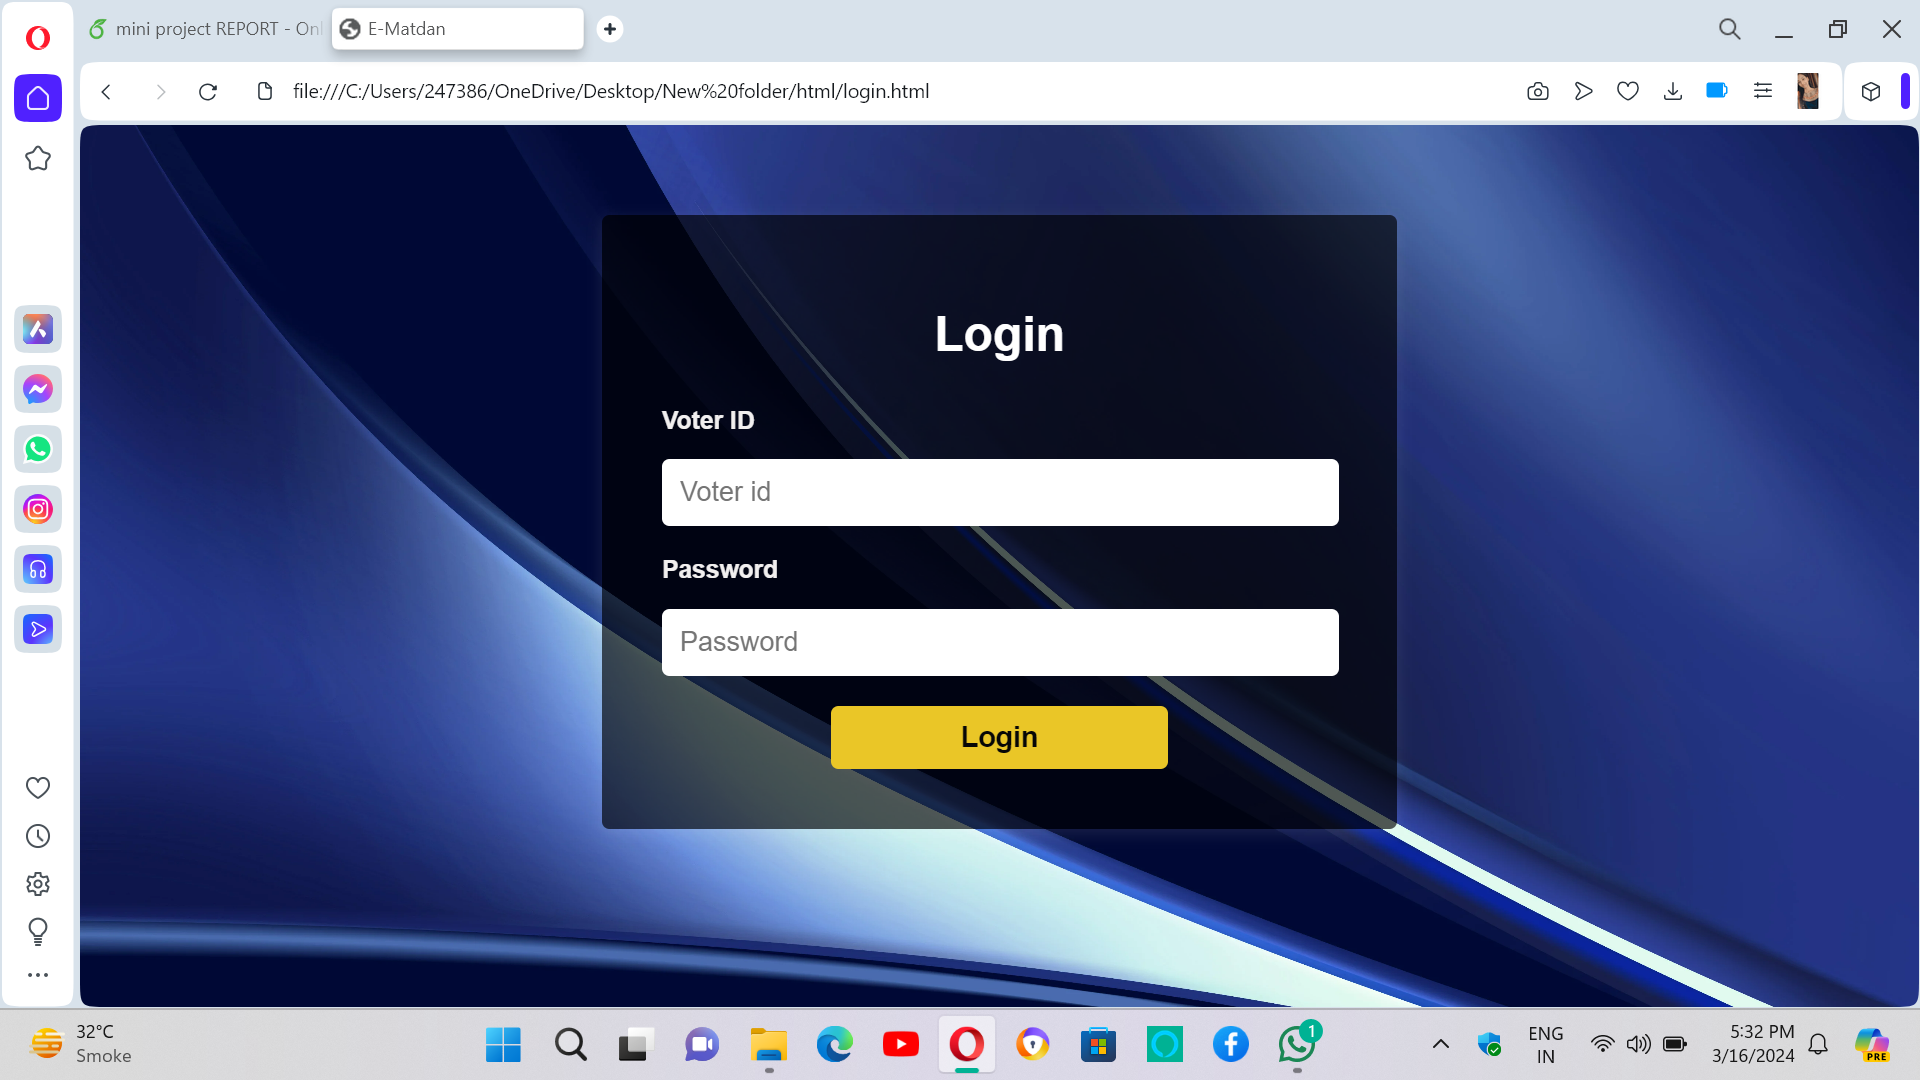 mini project REPORT - Onl
E-Matdan
file:///C:/Users/247386/OneDrive/Desktop/New%20folder/html/login.html
Login
Voter ID
Voter id
Password
Password
Login
32°C
Smoke
1
ENG
IN
5:32 PM
3/16/2024
PRE